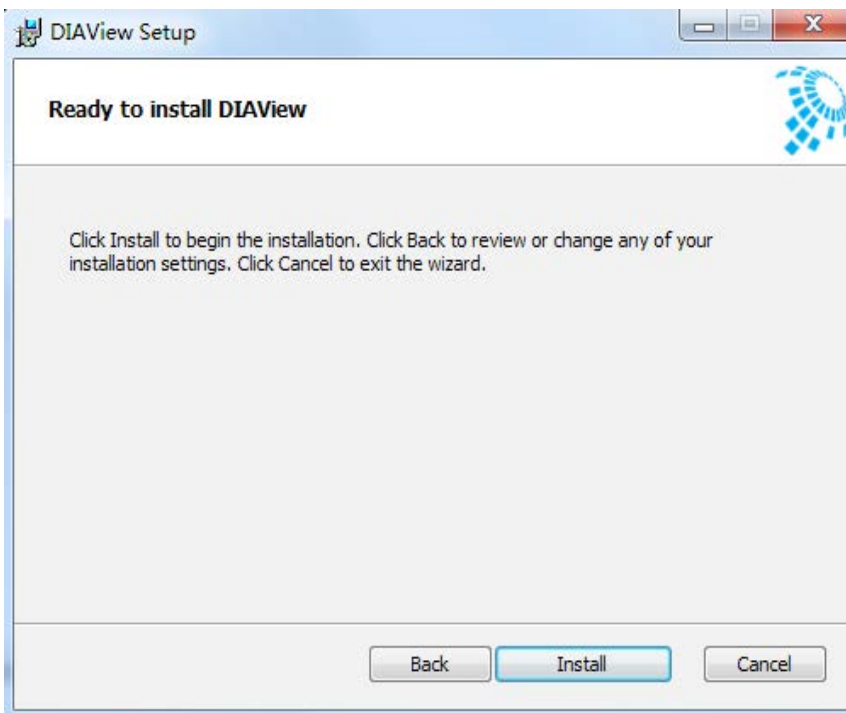 DIAView Setup
Ready to install DIAView
Click Install to begin the installation. Click Back to review or change any of your
installation settings. Click Cancel to exit the wizard.
Back
Install
Cancel